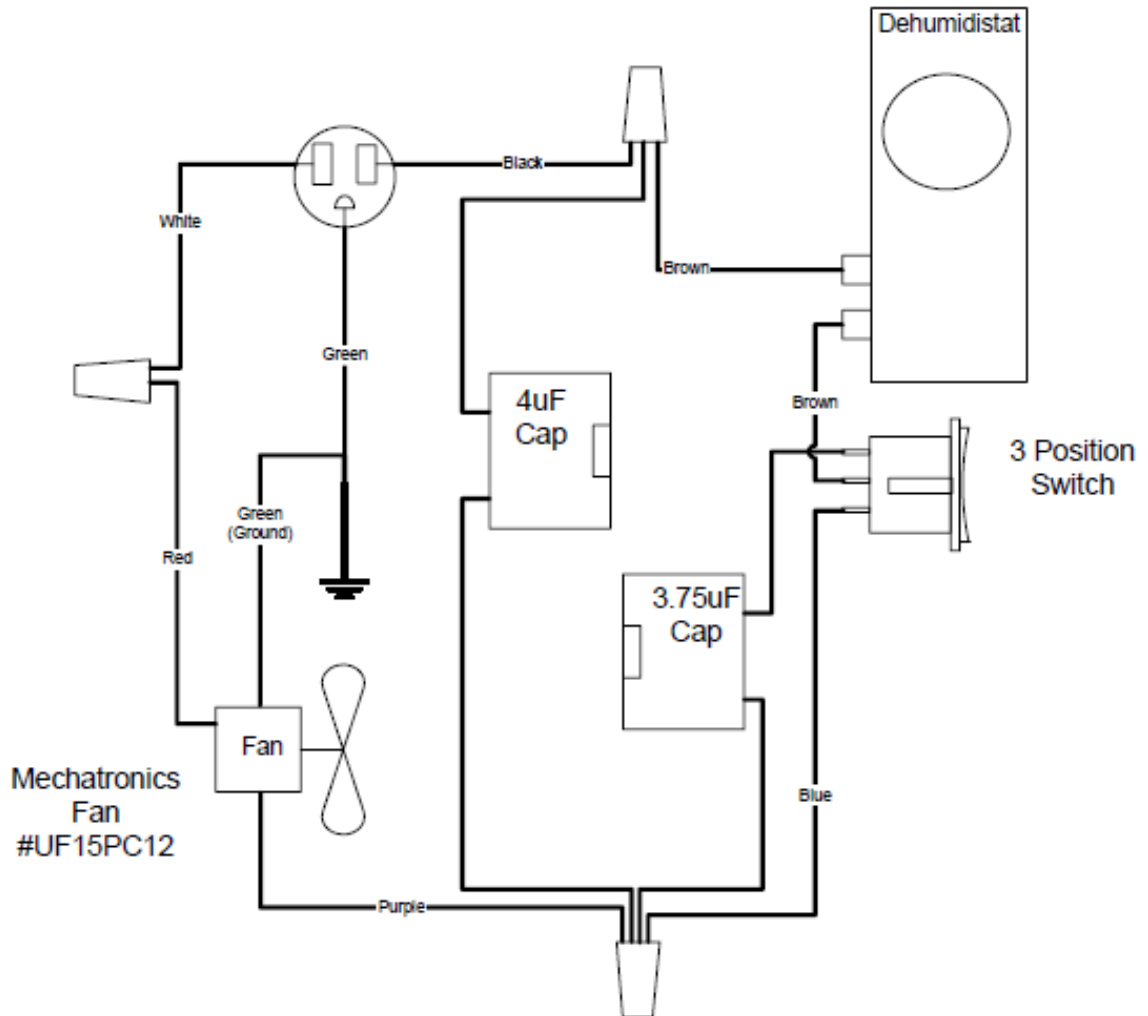 Dehumidistat
Black
White
Brown
Green
4uF
Cap
Brown
3 Position
Switch
Green
(Ground)
Red
3.75uF
Cap
Fan
Mechatronics
Fan
#UF15PC12
Blue
Purple